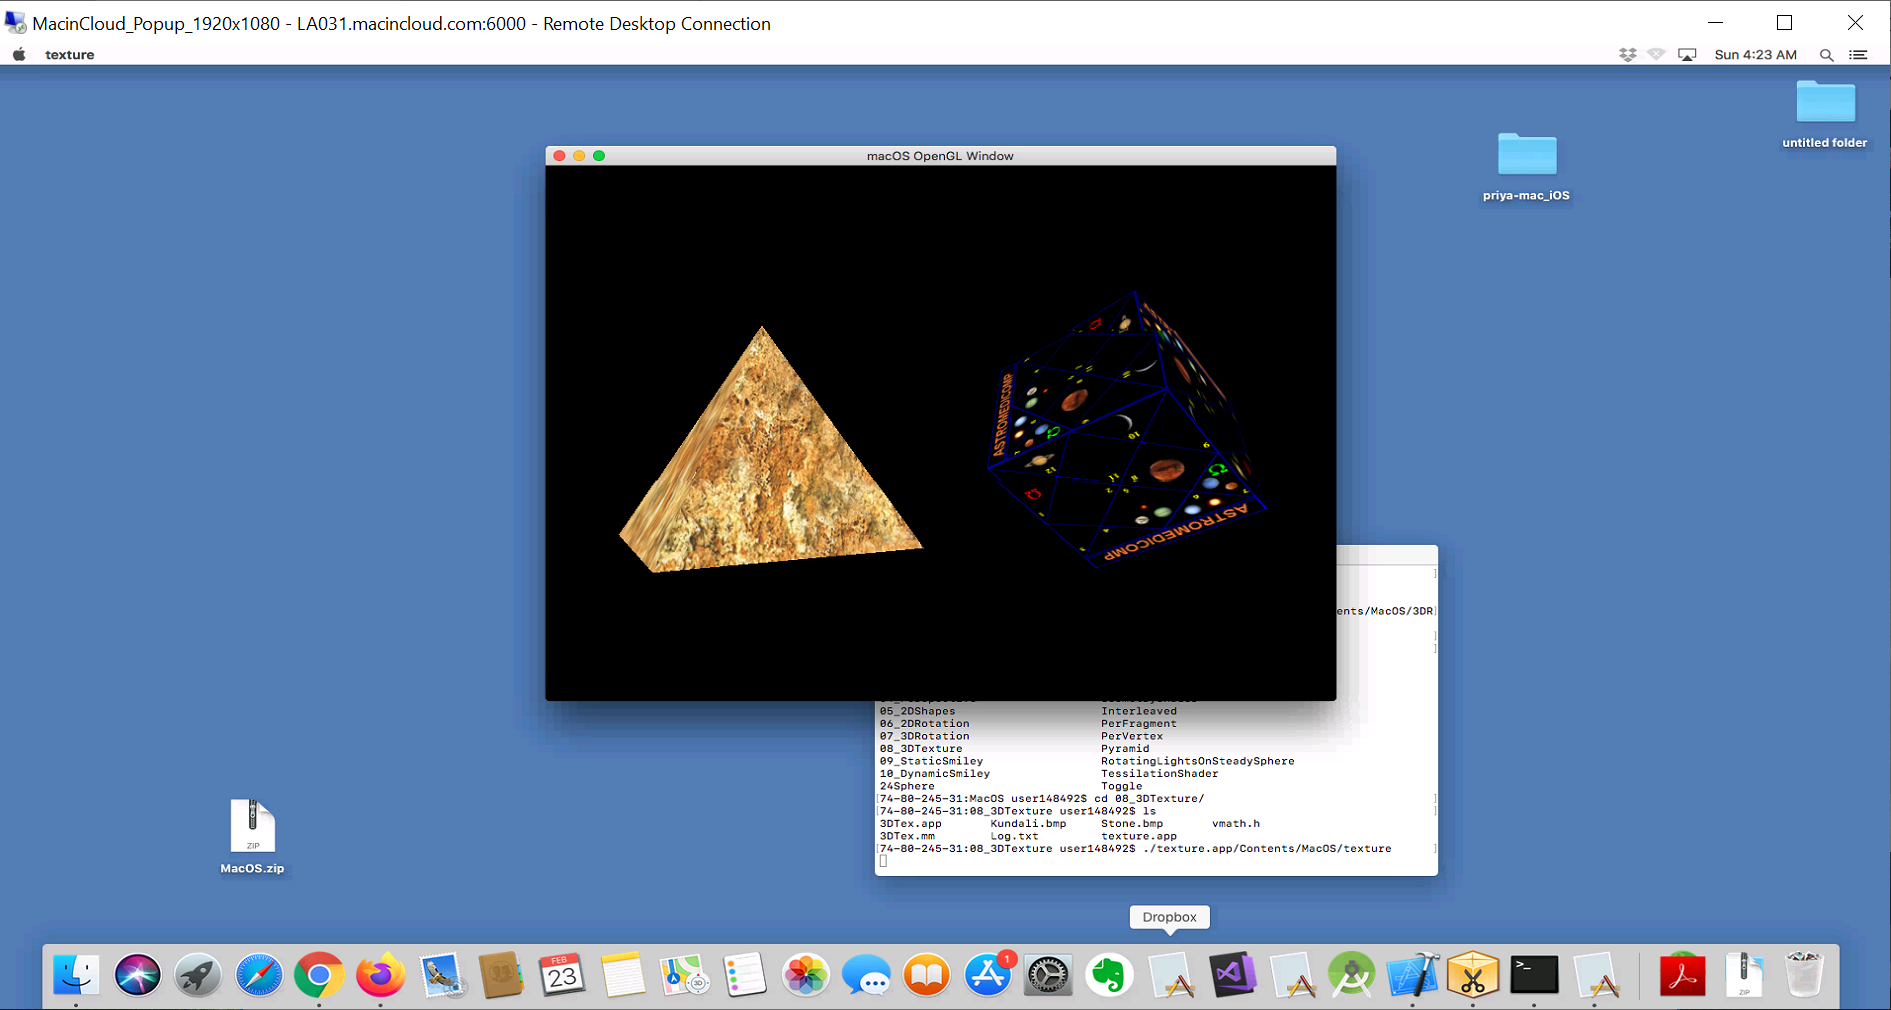 MacinCloud_Popup_1920x1080 - LA031.macincloud.com:6000 - Remote Desktop Connection
texture
Sun 4:23 AM
untitled folder
priya-mac_iOS
macOS OpenGL Window
ASTROMEDICOMP
ASTROMEDICOMP
ents/MacOS/3DR
05_2DShapes Interleaved
06_2DRotation PerFragment
07_3DRotation PerVertex
08_3DTexture Pyramid
09_StaticSmiley RotatingLightsOnSteadySphere
10_DynamicSmiley TessilationShader
24Sphere Toggle
[74-80-245-31:MacOS user148492$ cd 08_3DTexture/ ]
[74-80-245-31:08_3DTexture user148492$ ls ]
3DTex.app Kundali.bmp Stone.bmp vmath.h
3DTex.mm Log.txt texture.app
[74-80-245-31:08_3DTexture user148492$ ./texture.app/Contents/MacOS/texture ]
ZIP
MacOS.zip
Dropbox
FEB
23
3D
1
>_
ZIP